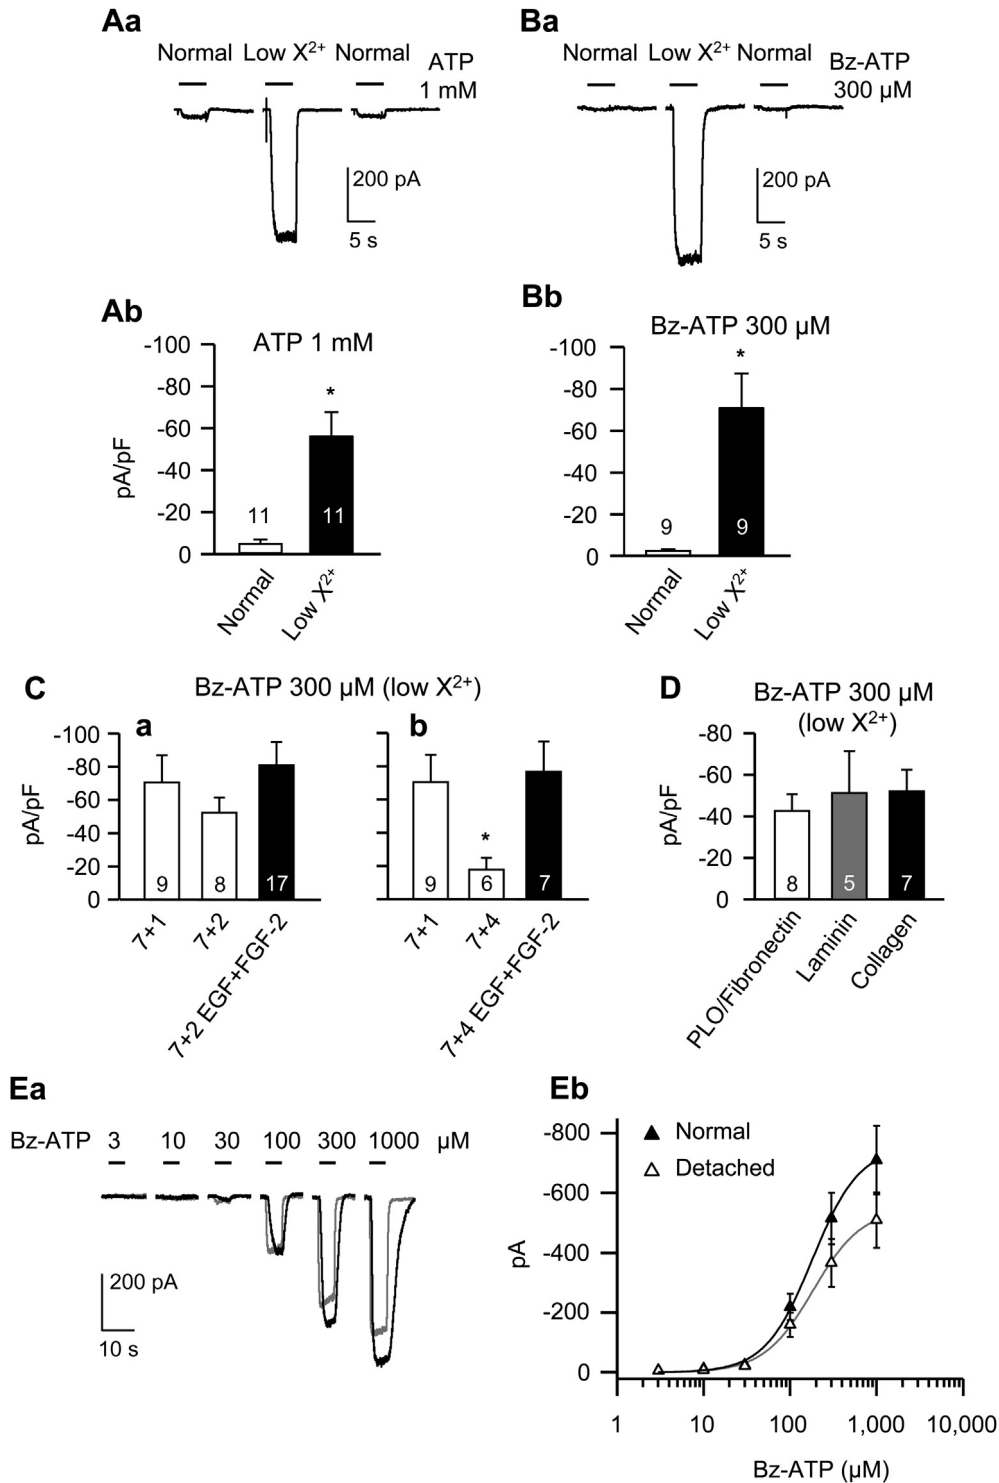 Aa
Normal Low X²⁺ Normal ATP
1 mM
200 pA
5 s
Ba
Normal Low X²⁺ Normal Bz-ATP
300 µM
200 pA
5 s
Ab
ATP 1 mM
pA/pF
-100
-80
-60
-40
-20
0
*
11
11
Normal
Low X²⁺
Bb
Bz-ATP 300 µM
-100
-80
-60
-40
-20
0
*
9
9
Normal
Low X²⁺
C
Bz-ATP 300 µM (low X²⁺)
a
pA/pF
-100
-80
-60
-40
-20
0
9
8
17
7+1
7+2
7+2 EGF+FGF-2
b
*
9
6
7
7+1
7+4
7+4 EGF+FGF-2
D
Bz-ATP 300 µM
(low X²⁺)
pA/pF
-80
-60
-40
-20
0
8
5
7
PLO/Fibronectin
Laminin
Collagen
Ea
Bz-ATP 3 10 30 100 300 1000 µM
200 pA
10 s
Eb
Normal
Detached
pA
-800
-600
-400
-200
0
1 10 100 1,000 10,000
Bz-ATP (µM)